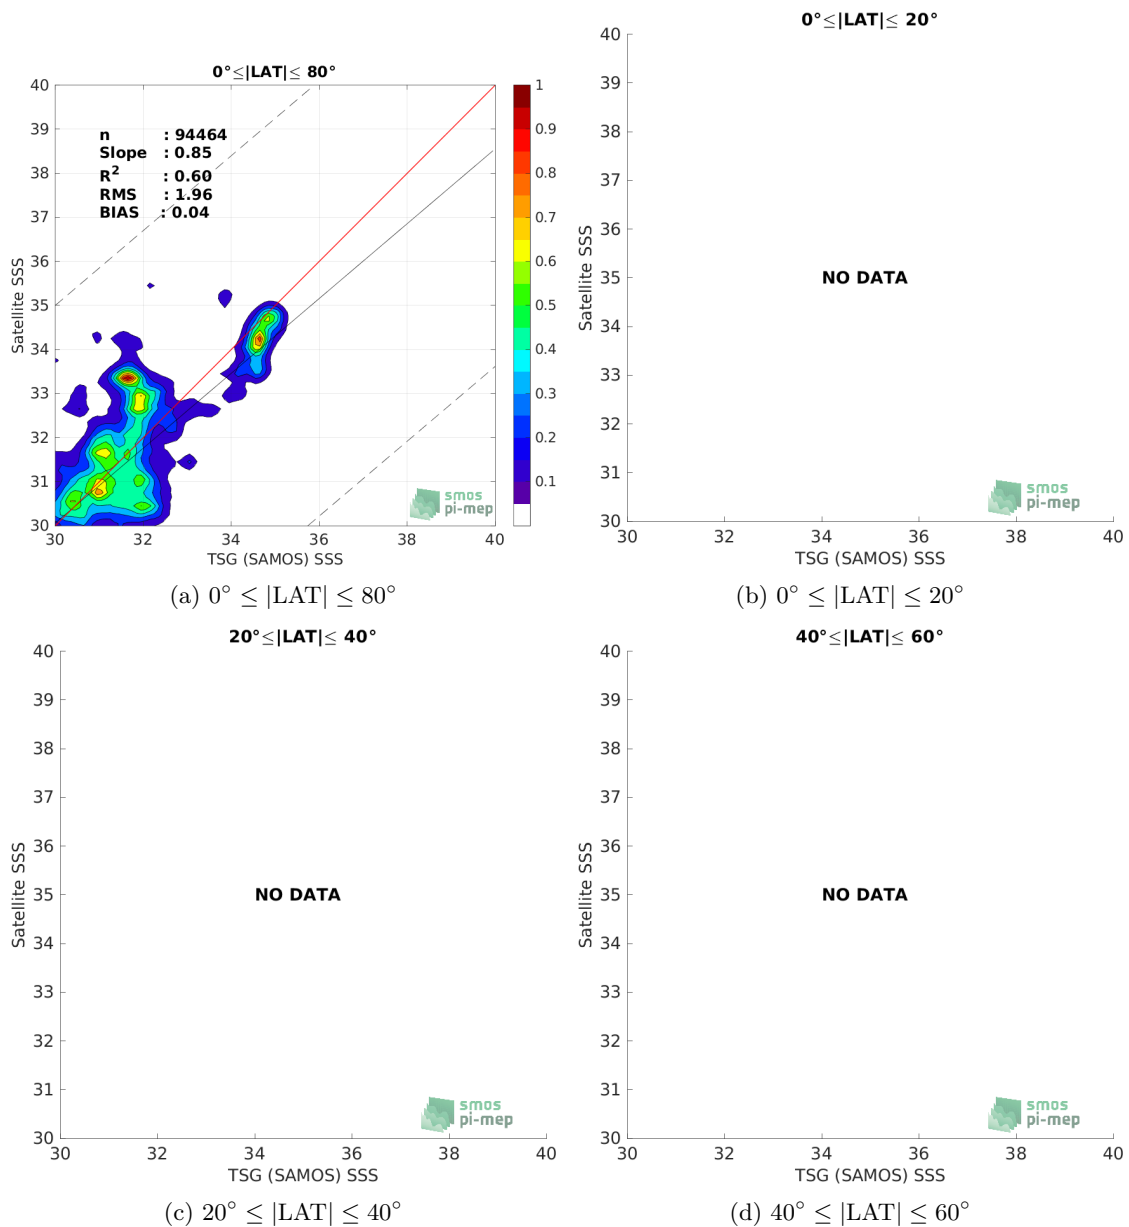 0°≤|LAT|≤ 80°
40
39
38
37
36
35
34
33
32
31
30
Satellite SSS
n : 94464
Slope : 0.85
R² : 0.60
RMS : 1.96
BIAS : 0.04
1
0.9
0.8
0.7
0.6
0.5
0.4
0.3
0.2
0.1
smos
pi-mep
30 32 34 36 38 40
TSG (SAMOS) SSS
(a) 0° ≤ |LAT| ≤ 80°
0°≤|LAT|≤ 20°
40
39
38
37
36
35
34
33
32
31
30
Satellite SSS
NO DATA
smos
pi-mep
30 32 34 36 38 40
TSG (SAMOS) SSS
(b) 0° ≤ |LAT| ≤ 20°
20°≤|LAT|≤ 40°
40
39
38
37
36
35
34
33
32
31
30
Satellite SSS
NO DATA
smos
pi-mep
30 32 34 36 38 40
TSG (SAMOS) SSS
(c) 20° ≤ |LAT| ≤ 40°
40°≤|LAT|≤ 60°
40
39
38
37
36
35
34
33
32
31
30
Satellite SSS
NO DATA
smos
pi-mep
30 32 34 36 38 40
TSG (SAMOS) SSS
(d) 40° ≤ |LAT| ≤ 60°